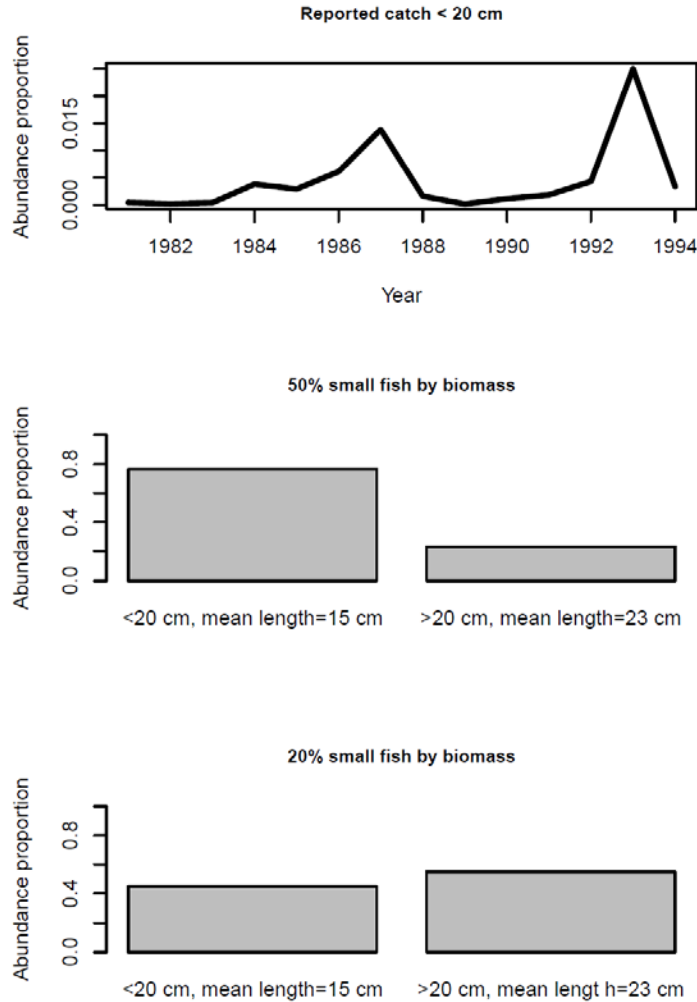 Reported catch < 20 cm
Abundance proportion
0.015
0.000
1982 1984 1986 1988 1990 1992 1994
Year
50% small fish by biomass
Abundance proportion
0.8
0.4
0.0
<20 cm, mean length=15 cm >20 cm, mean length=23 cm
20% small fish by biomass
Abundance proportion
0.8
0.4
0.0
<20 cm, mean length=15 cm >20 cm, mean lengt h=23 cm